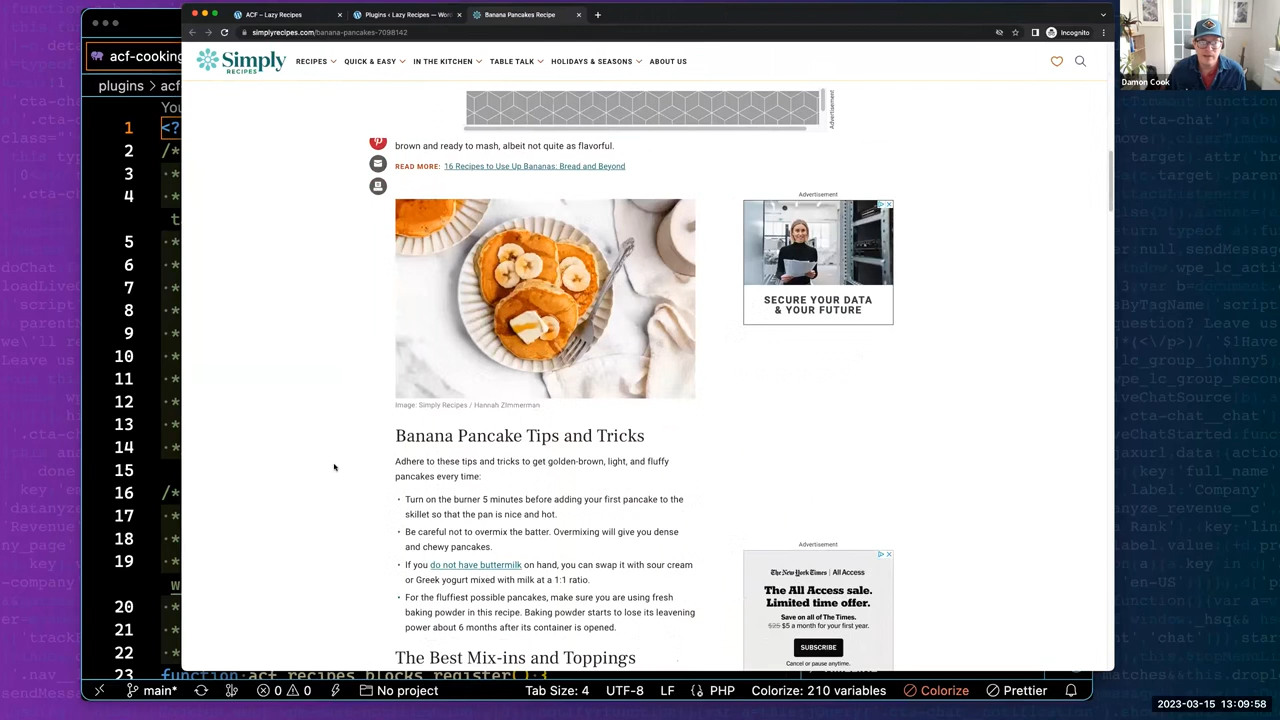 ACF – Lazy Recipes
Plugins ‹ Lazy Recipes — Wor
Banana Pancakes Recipe
simplyrecipes.com/banana-pancakes-7098142
Incognito
Simply
RECIPES
RECIPES
QUICK & EASY
IN THE KITCHEN
TABLE TALK
HOLIDAYS & SEASONS
ABOUT US
Damon Cook
acf-cooking
plugins > acf
You
Advertisement
brown and ready to mash, albeit not quite as flavorful.
READ MORE: 16 Recipes to Use Up Bananas: Bread and Beyond
Advertisement
SECURE YOUR DATA
& YOUR FUTURE
Image: Simply Recipes / Hannah Zimmerman
Banana Pancake Tips and Tricks
Adhere to these tips and tricks to get golden-brown, light, and fluffy
pancakes every time:
• Turn on the burner 5 minutes before adding your first pancake to the
skillet so that the pan is nice and hot.
• Be careful not to overmix the batter. Overmixing will give you dense
and chewy pancakes.
• If you do not have buttermilk on hand, you can swap it with sour cream
or Greek yogurt mixed with milk at a 1:1 ratio.
• For the fluffiest possible pancakes, make sure you are using fresh
baking powder in this recipe. Baking powder starts to lose its leavening
power about 6 months after its container is opened.
The Best Mix-ins and Toppings
Advertisement
The New York Times | All Access
The All Access sale.
Limited time offer.
Save on all of The Times.
$25 $5 a month for your first year.
SUBSCRIBE
Cancel or pause anytime.
1 <?
2 /*
3 *
4 *
t
5 *
6 *
7 *
8 *
9 *
10 *
11 *
12 *
13 *
14 *
15
16 /*
17 *
18 *
19 *
w
20 *
21 *
22 *
23 function acf_recipes_blocks_register() {
main*
0 0
No project
Tab Size: 4
UTF-8
LF
PHP
Colorize: 210 variables
Colorize
Prettier
2023-03-15 13:09:58